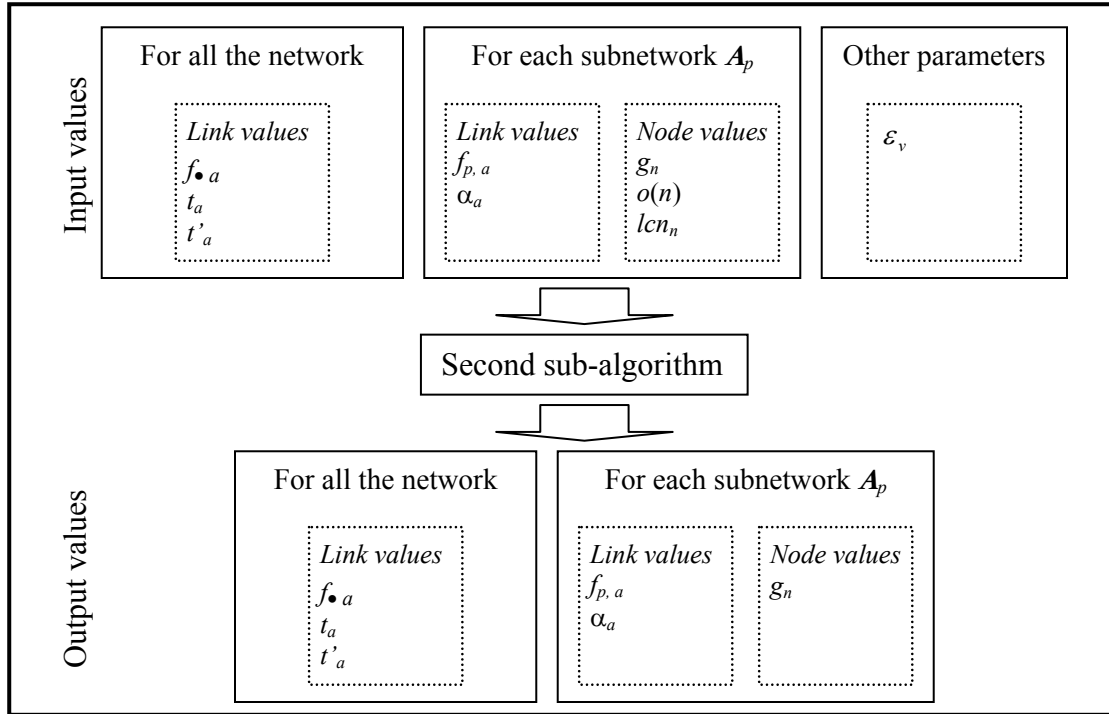 Input values
For all the network
Link values
f● a
tₐ
t’ₐ
For each subnetwork Aₚ
Link values
fₚ, ₐ
αₐ
Node values
gₙ
o(n)
lcnₙ
Other parameters
εᵥ
Second sub-algorithm
Output values
For all the network
Link values
f● a
tₐ
t’ₐ
For each subnetwork Aₚ
Link values
fₚ, ₐ
αₐ
Node values
gₙ